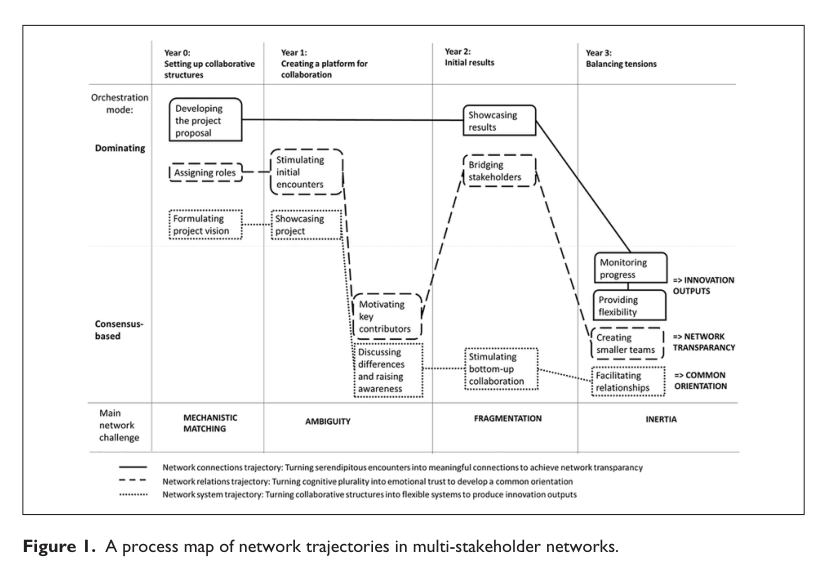 Year 0:
Setting up collaborative
structures
Year 1:
Creating a platform for
collaboration
Year 2:
Initial results
Year 3:
Balancing tensions
Orchestration
mode:
Dominating
Developing
the project
proposal
Showcasing
results
Assigning roles
Stimulating
initial
encounters
Bridging
stakeholders
Formulating
project vision
Showcasing
project
Consensus-
based
Monitoring
progress
=> INNOVATION
OUTPUTS
Providing
flexibility
Motivating
key
contributors
Creating
smaller teams
=> NETWORK
TRANSPARANCY
Discussing
differences
and raising
awareness
Stimulating
bottom-up
collaboration
Facilitating
relationships
=> COMMON
ORIENTATION
Main
network
challenge
MECHANISTIC
MATCHING
AMBIGUITY
FRAGMENTATION
INERTIA
Network connections trajectory: Turning serendipitous encounters into meaningful connections to achieve network transparency
Network relations trajectory: Turning cognitive plurality into emotional trust to develop a common orientation
Network system trajectory: Turning collaborative structures into flexible systems to produce innovation outputs
Figure 1. A process map of network trajectories in multi-stakeholder networks.